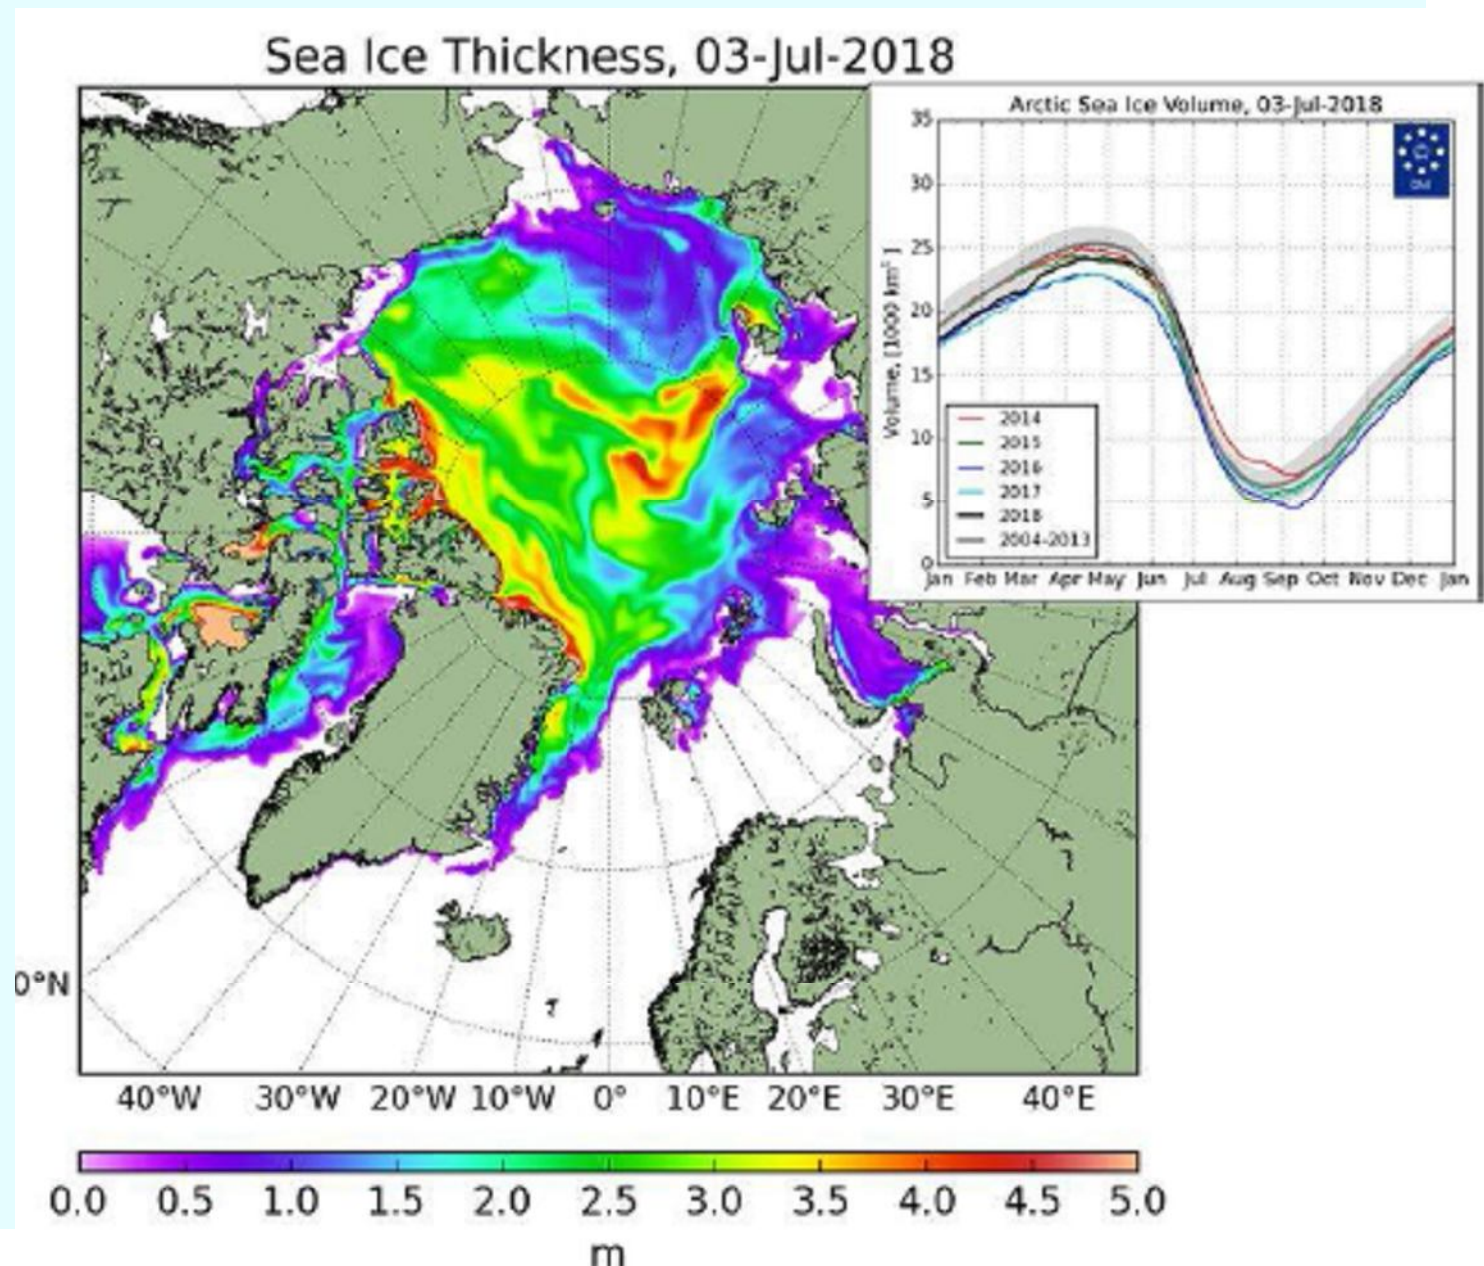 Sea Ice Thickness, 03-Jul-2018
Arctic Sea Ice Volume, 03-Jul-2018
35
30
25
20
15
10
5
0
Volume, [1000 km³ ]
2014
2015
2016
2017
2018
2004-2013
Jan Feb Mar Apr May Jun Jul Aug Sep Oct Nov Dec Jan
0°N
40°W 30°W 20°W 10°W 0° 10°E 20°E 30°E 40°E
0.0 0.5 1.0 1.5 2.0 2.5 3.0 3.5 4.0 4.5 5.0
m